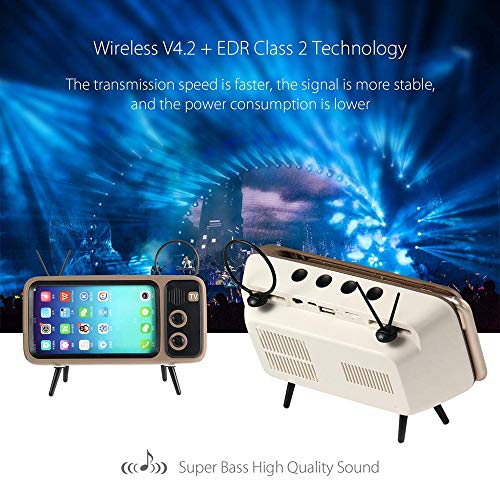 Wireless V4.2 + EDR Class 2 Technology
The transmission speed is faster, the signal is more stable,
and the power consumption is lower
TV
Super Bass High Quality Sound